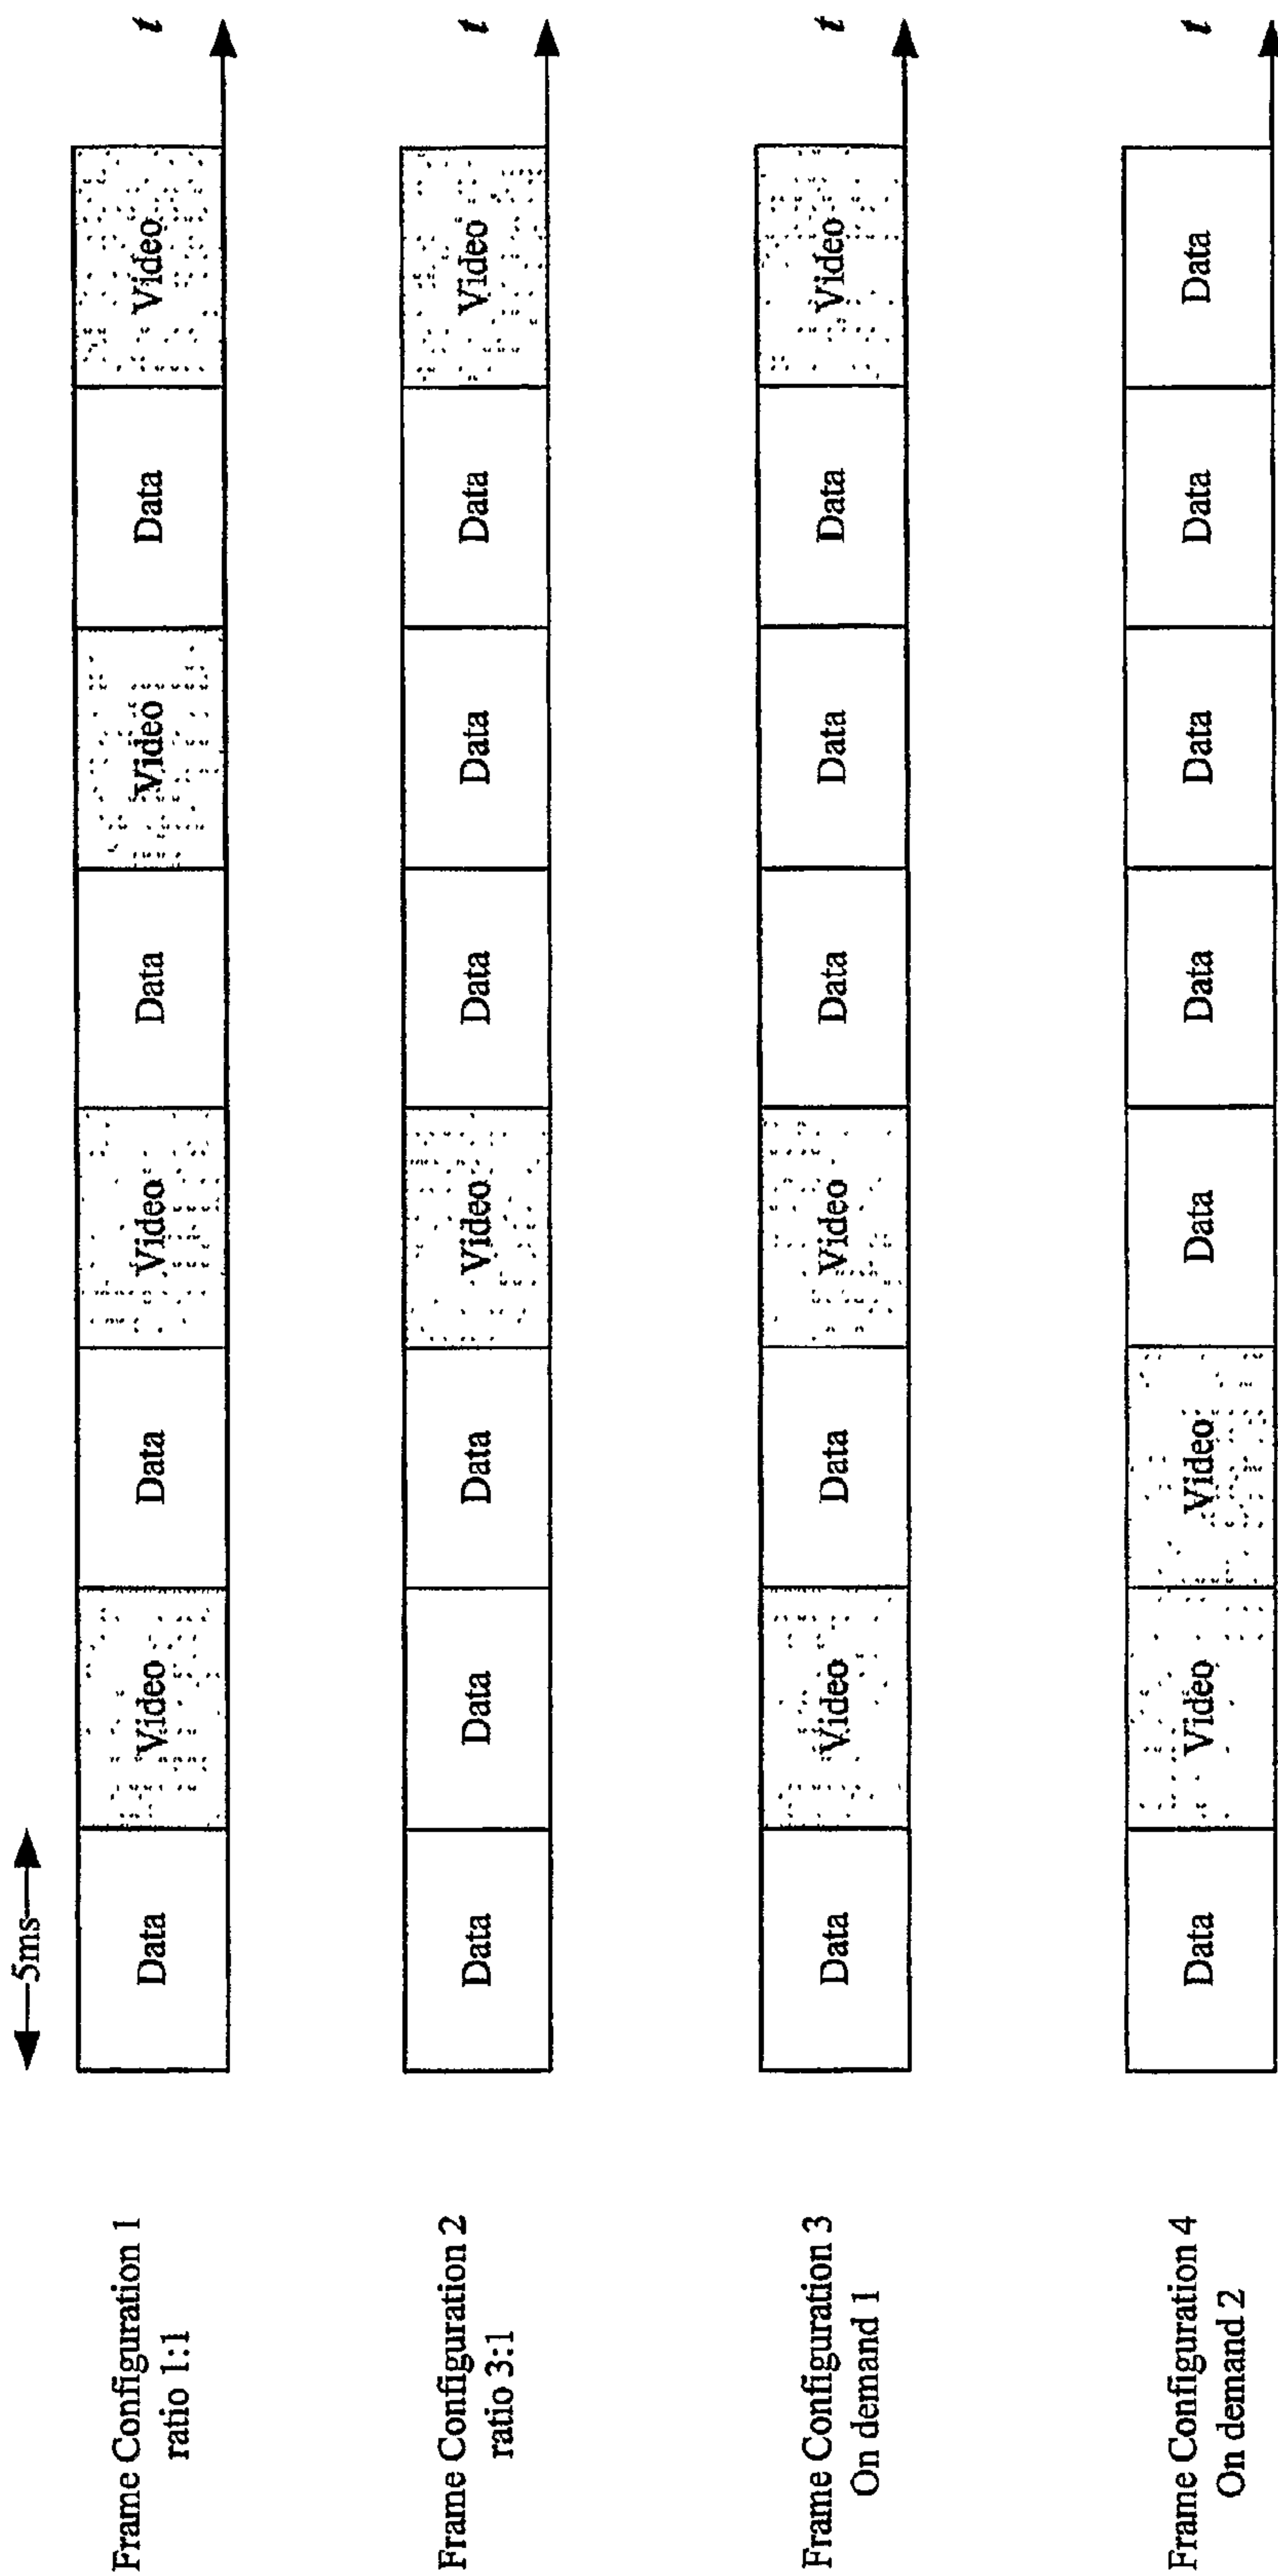 5ms
Frame Configuration 1
ratio 1:1
Data Video Data Video Data Video Data Video
t
Frame Configuration 2
ratio 3:1
Data Data Data Video Data Data Data Video
t
Frame Configuration 3
On demand 1
Data Video Data Video Data Data Data Video
t
Frame Configuration 4
On demand 2
Data Video Video Data Data Data Data Data
t